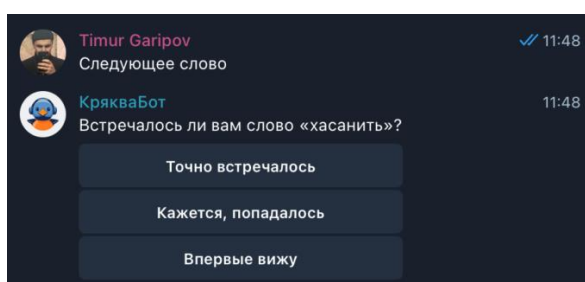 Timur Garipov 11:48
Следующее слово
КрякваБот 11:48
Встречалось ли вам слово «хасанить»?
Точно встречалось
Кажется, попадалось
Впервые вижу